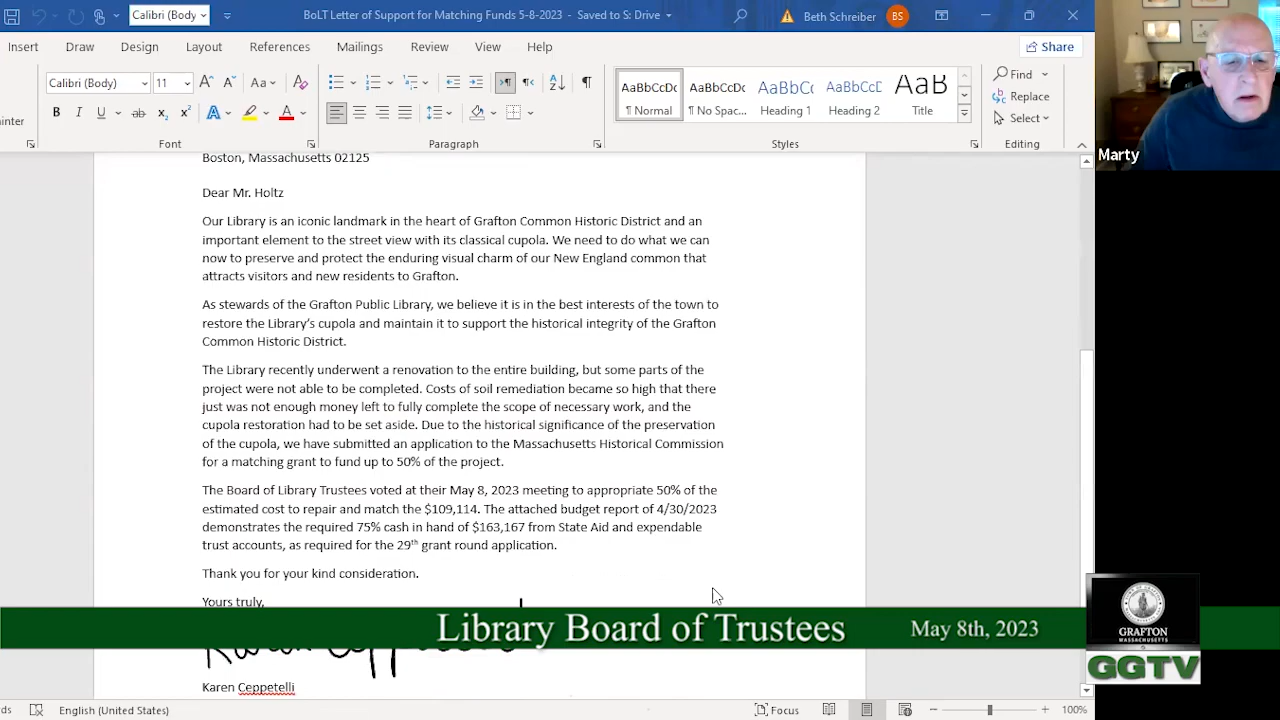 Calibri (Body
BoLT Letter of Support for Matching Funds 5-8-2023 - Saved to S: Drive
Beth Schreiber
BS
Insert Draw Design Layout References Mailings Review View Help
Share
Calibri (Body) 11
Aa
AaBbCcDc AaBbCcDc AaBbCc AaBbCcD AaB
¶ Normal ¶ No Spac... Heading 1 Heading 2 Title
Find
Replace
Select
inter
Font Paragraph Styles Editing
Marty
Boston, Massachusetts 02125
Dear Mr. Holtz
Our Library is an iconic landmark in the heart of Grafton Common Historic District and an
important element to the street view with its classical cupola. We need to do what we can
now to preserve and protect the enduring visual charm of our New England common that
attracts visitors and new residents to Grafton.
As stewards of the Grafton Public Library, we believe it is in the best interests of the town to
restore the Library's cupola and maintain it to support the historical integrity of the Grafton
Common Historic District.
The Library recently underwent a renovation to the entire building, but some parts of the
project were not able to be completed. Costs of soil remediation became so high that there
just was not enough money left to fully complete the scope of necessary work, and the
cupola restoration had to be set aside. Due to the historical significance of the preservation
of the cupola, we have submitted an application to the Massachusetts Historical Commission
for a matching grant to fund up to 50% of the project.
The Board of Library Trustees voted at their May 8, 2023 meeting to appropriate 50% of the
estimated cost to repair and match the $109,114. The attached budget report of 4/30/2023
demonstrates the required 75% cash in hand of $163,167 from State Aid and expendable
trust accounts, as required for the 29th grant round application.
Thank you for your kind consideration.
Yours truly,
Library Board of Trustees
May 8th, 2023
GRAFTON
MASSACHUSETTS
GGTV
Karen Ceppetelli
ds English (United States) Focus 100%